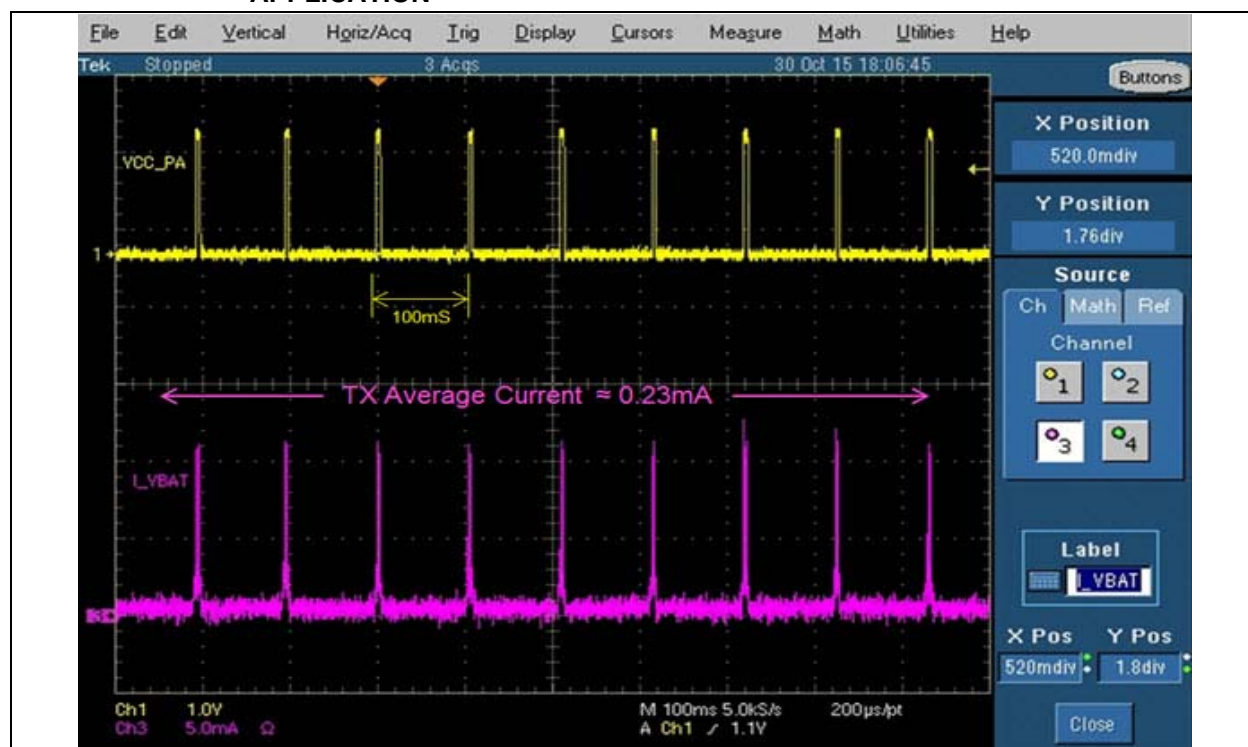 APPLICATION
File Edit Vertical Horiz/Acq Trig Display Cursors Measure Math Utilities Help
Tek Stopped 3 Acqs 30 Oct 15 18:06:45
Buttons
X Position
520.0mdiv
Y Position
1.76div
Source
Ch Math Ref
Channel
1 2
3 4
Label
I_VBAT
X Pos Y Pos
520mdiv 1.8div
Close
VCC_PA
1
100mS
TX Average Current ≈ 0.23mA
I_VBAT
3
Ch1 1.0V M 100ms 5.0kS/s 200µs/pt
Ch3 5.0mA Ω A Ch1 / 1.1V